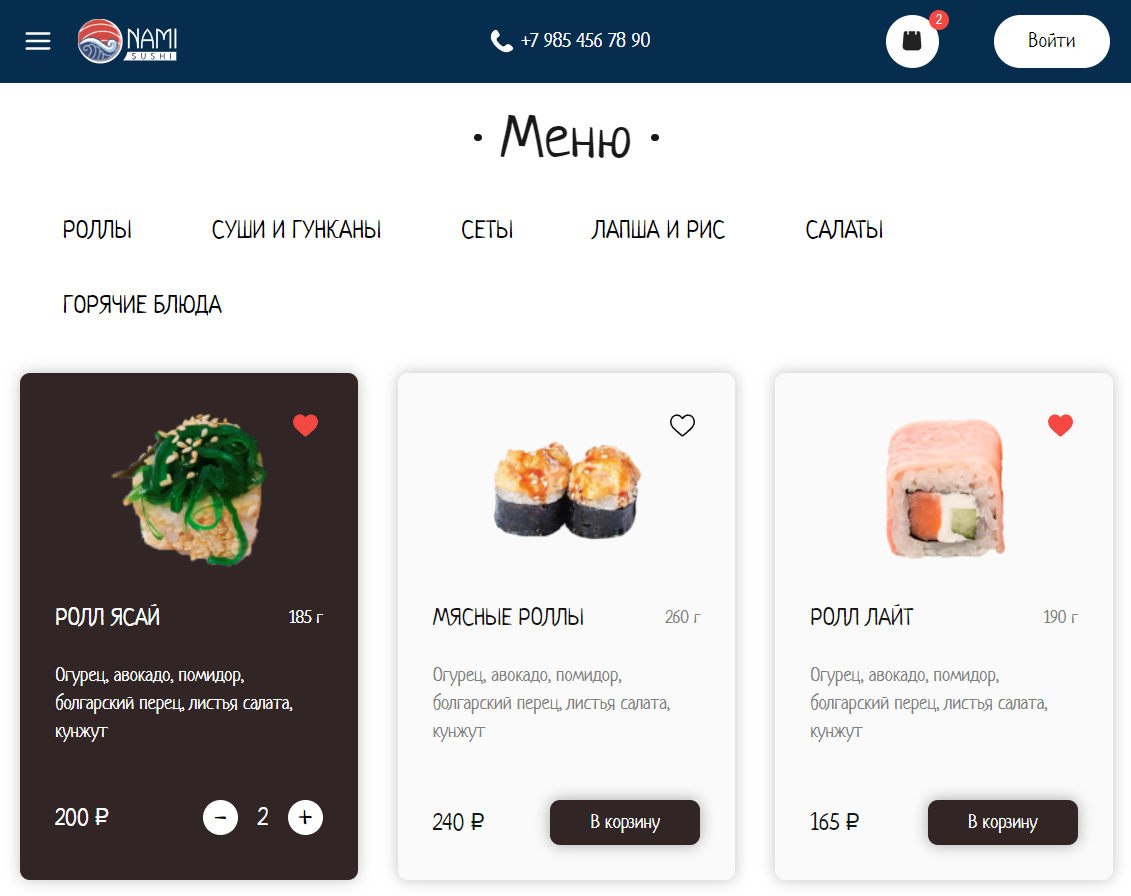 NAMI
SUSHI
+7 985 456 78 90
2
Войти
· Меню ·
РОЛЛЫ
СУШИ И ГУНКАНЫ
СЕТЫ
ЛАПША И РИС
САЛАТЫ
ГОРЯЧИЕ БЛЮДА
РОЛЛ ЯСАЙ
185 г
Огурец, авокадо, помидор,
болгарский перец, листья салата,
кунжут
200 ₽
− 2 +
МЯСНЫЕ РОЛЛЫ
260 г
Огурец, авокадо, помидор,
болгарский перец, листья салата,
кунжут
240 ₽
В корзину
РОЛЛ ЛАЙТ
190 г
Огурец, авокадо, помидор,
болгарский перец, листья салата,
кунжут
165 ₽
В корзину